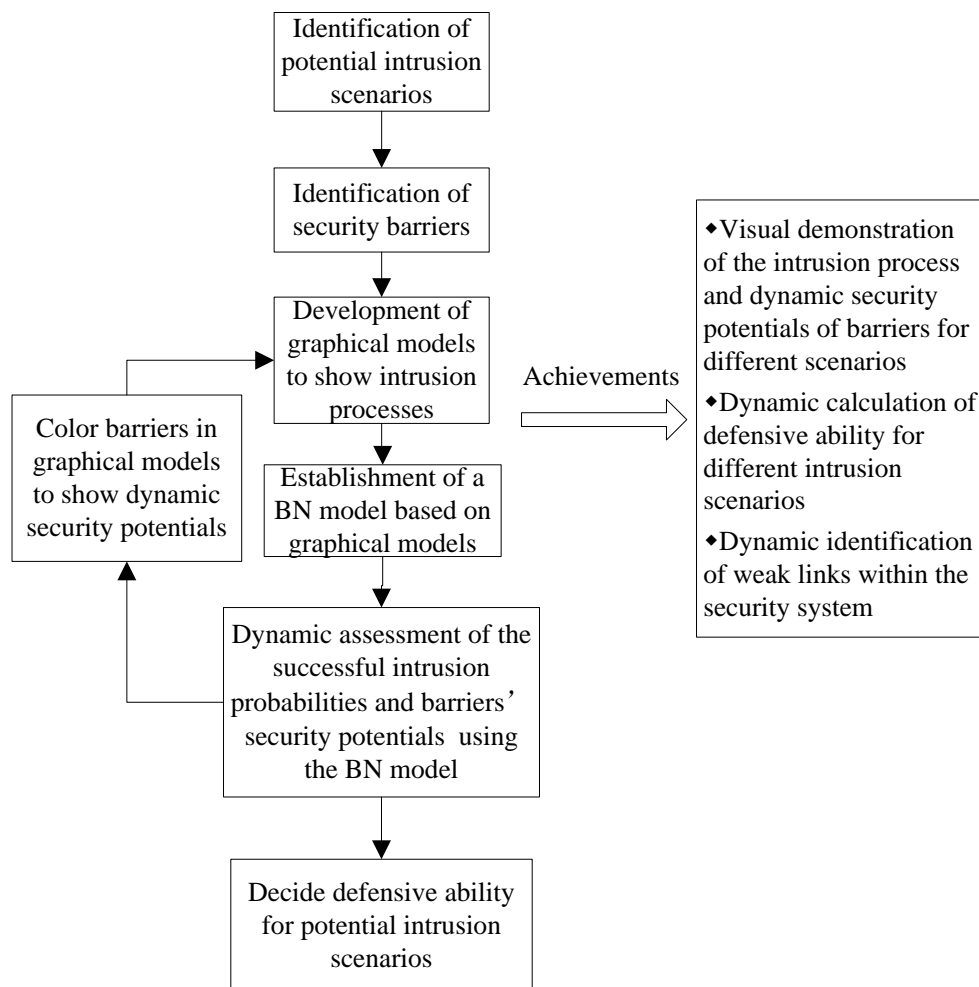 Identification of
potential intrusion
scenarios
Identification of
security barriers
Development of
graphical models
to show intrusion
processes
Establishment of a
BN model based on
graphical models
Color barriers in
graphical models
to show dynamic
security potentials
Dynamic assessment of the
successful intrusion
probabilities and barriers’
security potentials using
the BN model
Decide defensive ability
for potential intrusion
scenarios
Achievements
◆Visual demonstration
of the intrusion process
and dynamic security
potentials of barriers for
different scenarios
◆Dynamic calculation of
defensive ability for
different intrusion
scenarios
◆Dynamic identification
of weak links within the
security system